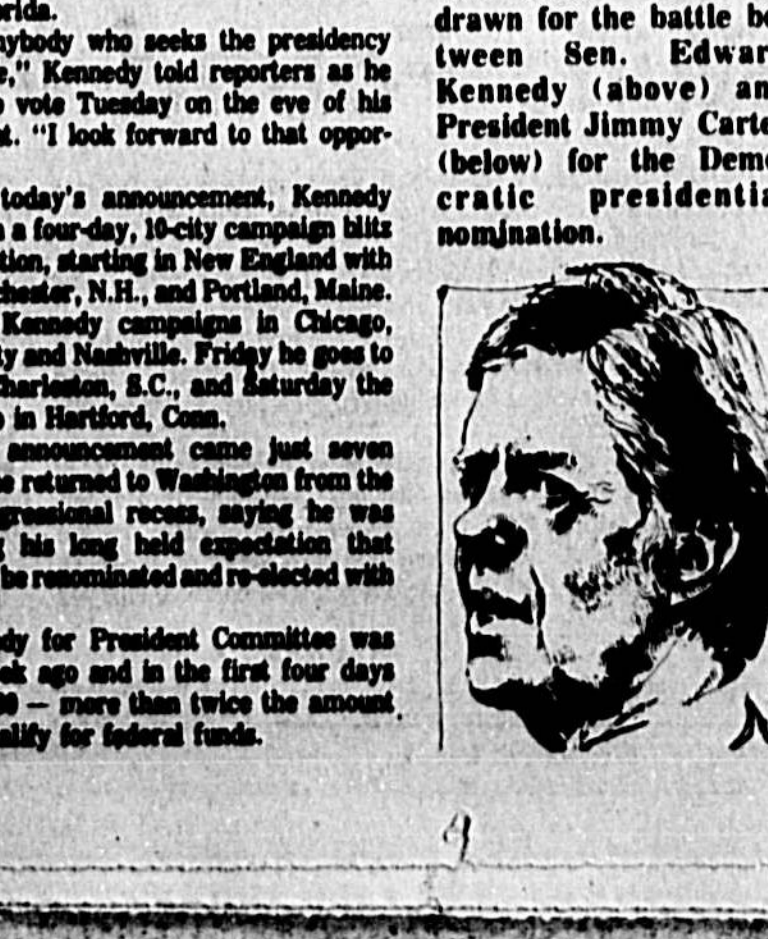 nybody who seeks the presidency
e," Kennedy told reporters as he
vote Tuesday on the eve of his
t. "I look forward to that oppor-
today's announcement, Kennedy
a four-day, 10-city campaign blitz
tion, starting in New England with
chester, N.H., and Portland, Maine.
Kennedy campaigns in Chicago,
y and Nashville. Friday he goes to
Charleston, S.C., and Saturday the
in Hartford, Conn.
announcement came just seven
e returned to Washington from the
gressional recess, saying he was
his long held expectation that
be renominated and re-elected with
dy for President Committee was
ek ago and in the first four days
00 — more than twice the amount
alify for federal funds.
drawn for the battle be
tween Sen. Edwar
Kennedy (above) an
President Jimmy Carte
(below) for the Demo
cratic presidentia
nomination.
9